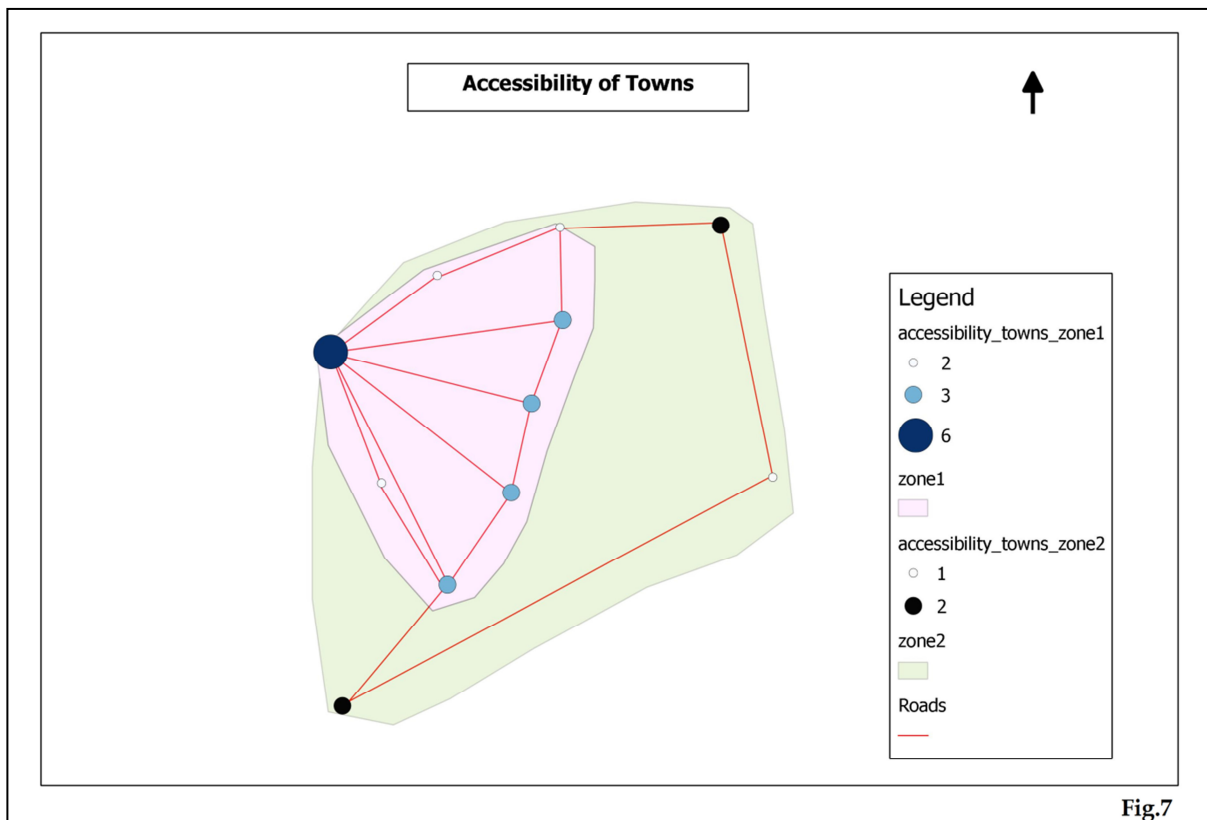 Accessibility of Towns
Legend
accessibility_towns_zone1
2
3
6
zone1
accessibility_towns_zone2
1
2
zone2
Roads
Fig.7